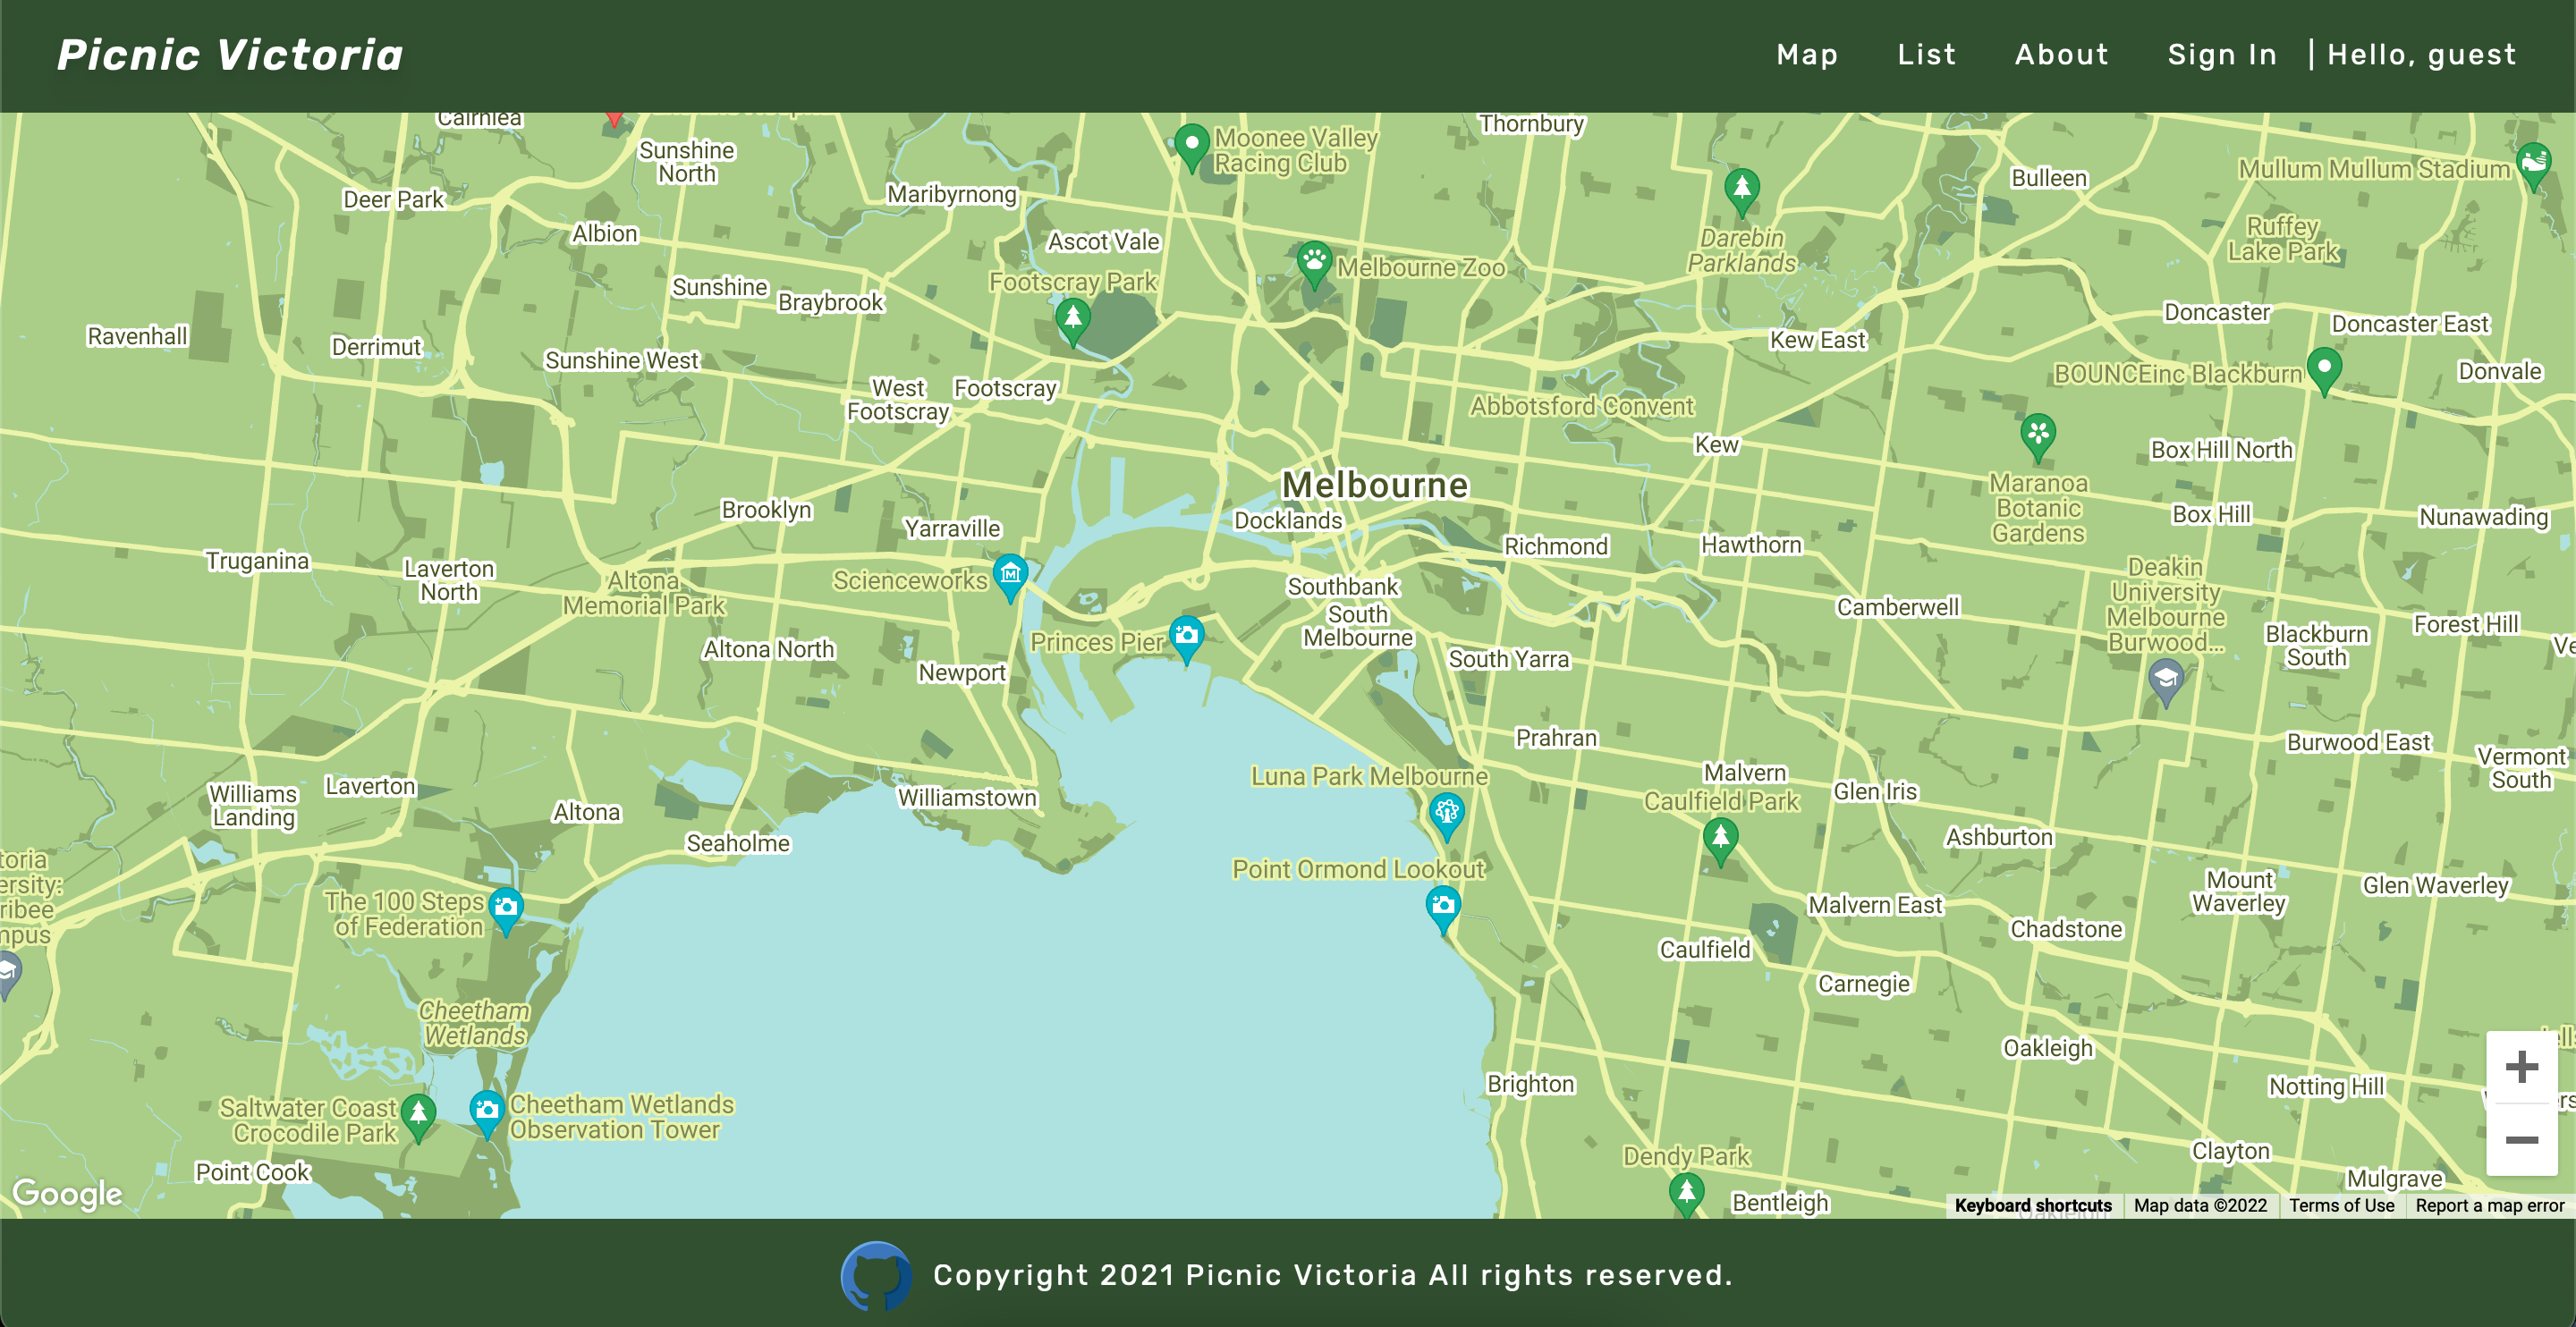 Picnic Victoria
Map
List
About
Sign In
| Hello, guest
Cairnlea
Thornbury
Moonee Valley
Racing Club
Sunshine
North
Mullum Mullum Stadium
Bulleen
Deer Park
Maribyrnong
Albion
Ascot Vale
Darebin
Parklands
Ruffey
Lake Park
Melbourne Zoo
Footscray Park
Sunshine
Braybrook
Doncaster
Doncaster East
Ravenhall
Derrimut
Kew East
Sunshine West
BOUNCEinc Blackburn
Donvale
West
Footscray
Footscray
Abbotsford Convent
Kew
Box Hill North
Melbourne
Maranoa
Botanic
Gardens
Brooklyn
Docklands
Box Hill
Nunawading
Yarraville
Richmond
Hawthorn
Truganina
Laverton
North
Altona
Memorial Park
Scienceworks
Southbank
Deakin
University
Melbourne
Burwood...
South
Melbourne
Camberwell
Forest Hill
Princes Pier
Altona North
Blackburn
South
Newport
South Yarra
Prahran
Burwood East
Vermont
South
Luna Park Melbourne
Malvern
Caulfield Park
Glen Iris
Williams
Landing
Laverton
Williamstown
Altona
Seaholme
Ashburton
Point Ormond Lookout
Mount
Waverley
Glen Waverley
toria
ersity:
ribee
mpus
The 100 Steps
of Federation
Malvern East
Chadstone
Caulfield
Carnegie
Cheetham
Wetlands
Oakleigh
Brighton
Notting Hill
Saltwater Coast
Crocodile Park
Cheetham Wetlands
Observation Tower
Dendy Park
Clayton
Point Cook
Mulgrave
Bentleigh
Google
Keyboard shortcuts
Map data ©2022
Terms of Use
Report a map error
Copyright 2021 Picnic Victoria All rights reserved.